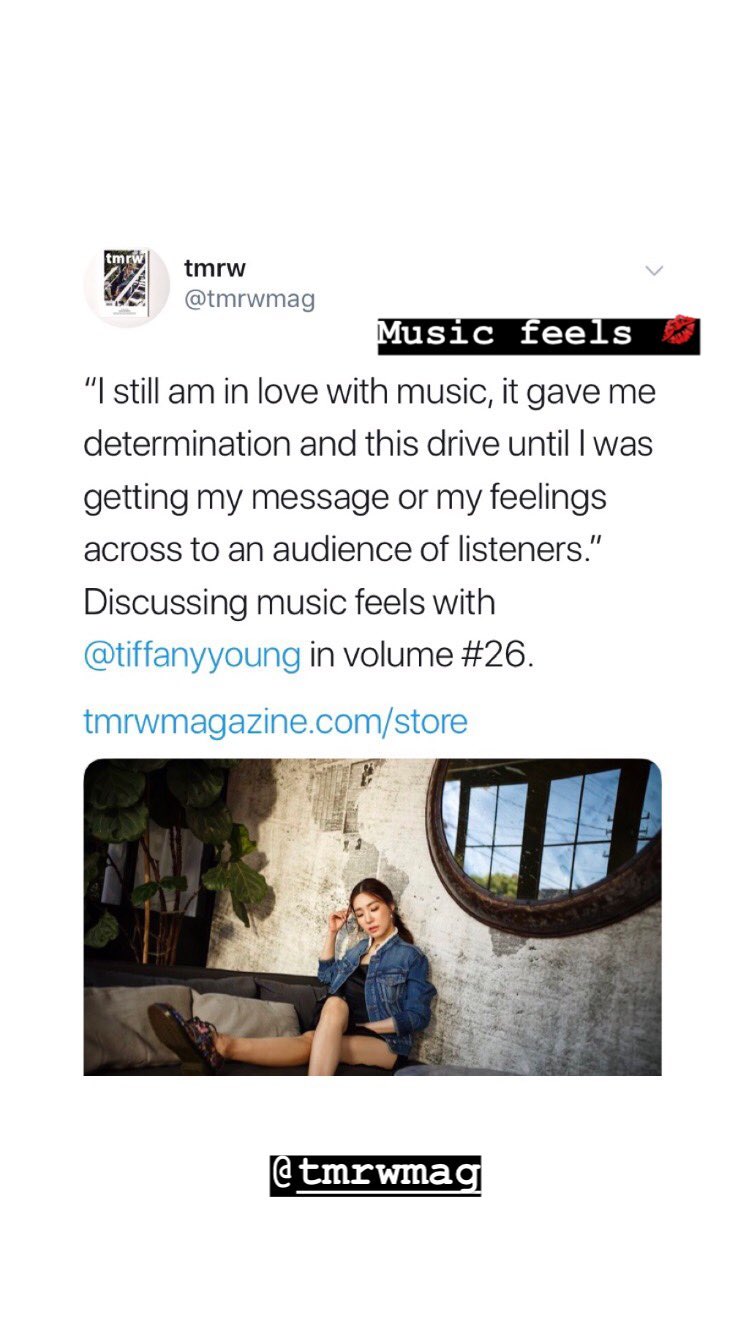 tmrw
tmrw
@tmrwmag
Music feels 💋
“I still am in love with music, it gave me
determination and this drive until I was
getting my message or my feelings
across to an audience of listeners.”
Discussing music feels with
@tiffanyyoung in volume #26.
tmrwmagazine.com/store
@tmrwmag